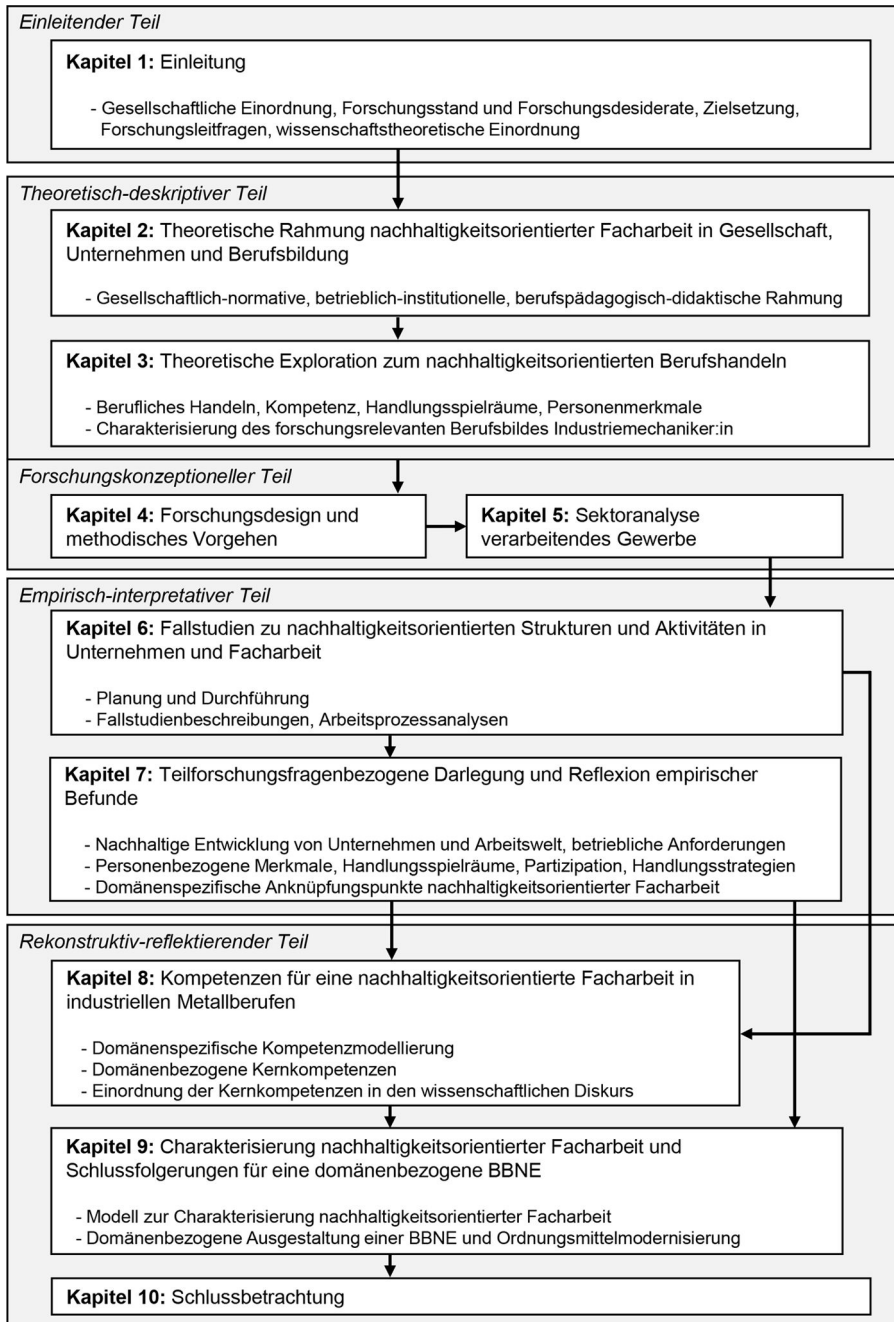 Einleitender Teil
Kapitel 1: Einleitung
- Gesellschaftliche Einordnung, Forschungsstand und Forschungsdesiderate, Zielsetzung,
Forschungsleitfragen, wissenschaftstheoretische Einordnung
Theoretisch-deskriptiver Teil
Kapitel 2: Theoretische Rahmung nachhaltigkeitsorientierter Facharbeit in Gesellschaft,
Unternehmen und Berufsbildung
- Gesellschaftlich-normative, betrieblich-institutionelle, berufspädagogisch-didaktische Rahmung
Kapitel 3: Theoretische Exploration zum nachhaltigkeitsorientierten Berufshandeln
- Berufliches Handeln, Kompetenz, Handlungsspielräume, Personenmerkmale
- Charakterisierung des forschungsrelevanten Berufsbildes Industriemechaniker:in
Forschungskonzeptioneller Teil
Kapitel 4: Forschungsdesign und
methodisches Vorgehen
Kapitel 5: Sektoranalyse
verarbeitendes Gewerbe
Empirisch-interpretativer Teil
Kapitel 6: Fallstudien zu nachhaltigkeitsorientierten Strukturen und Aktivitäten in
Unternehmen und Facharbeit
- Planung und Durchführung
- Fallstudienbeschreibungen, Arbeitsprozessanalysen
Kapitel 7: Teilforschungsfragenbezogene Darlegung und Reflexion empirischer
Befunde
- Nachhaltige Entwicklung von Unternehmen und Arbeitswelt, betriebliche Anforderungen
- Personenbezogene Merkmale, Handlungsspielräume, Partizipation, Handlungsstrategien
- Domänenspezifische Anknüpfungspunkte nachhaltigkeitsorientierter Facharbeit
Rekonstruktiv-reflektierender Teil
Kapitel 8: Kompetenzen für eine nachhaltigkeitsorientierte Facharbeit in
industriellen Metallberufen
- Domänenspezifische Kompetenzmodellierung
- Domänenbezogene Kernkompetenzen
- Einordnung der Kernkompetenzen in den wissenschaftlichen Diskurs
Kapitel 9: Charakterisierung nachhaltigkeitsorientierter Facharbeit und
Schlussfolgerungen für eine domänenbezogene BBNE
- Modell zur Charakterisierung nachhaltigkeitsorientierter Facharbeit
- Domänenbezogene Ausgestaltung einer BBNE und Ordnungsmittelmodernisierung
Kapitel 10: Schlussbetrachtung